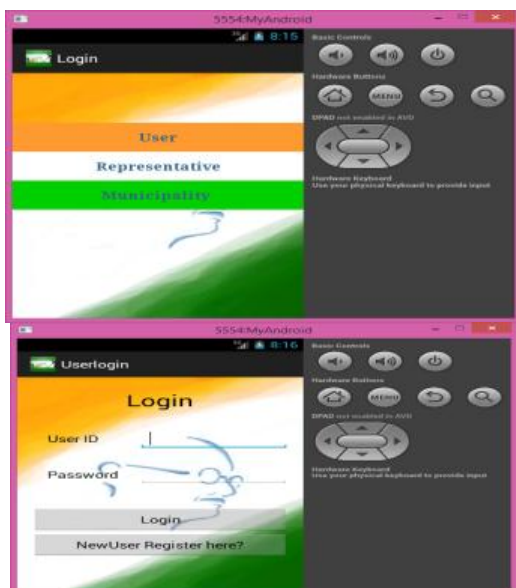 5554:MyAndroid
8:15
Login
User
Representative
Municipality
Basic Controls
Hardware Buttons
MENU
DPAD not enabled in AVD
Hardware Keyboard
Use your physical keyboard to provide input
5554:MyAndroid
8:16
Userlogin
Login
User ID
Password
Login
NewUser Register here?
Basic Controls
Hardware Buttons
MENU
DPAD not enabled in AVD
Hardware Keyboard
Use your physical keyboard to provide input